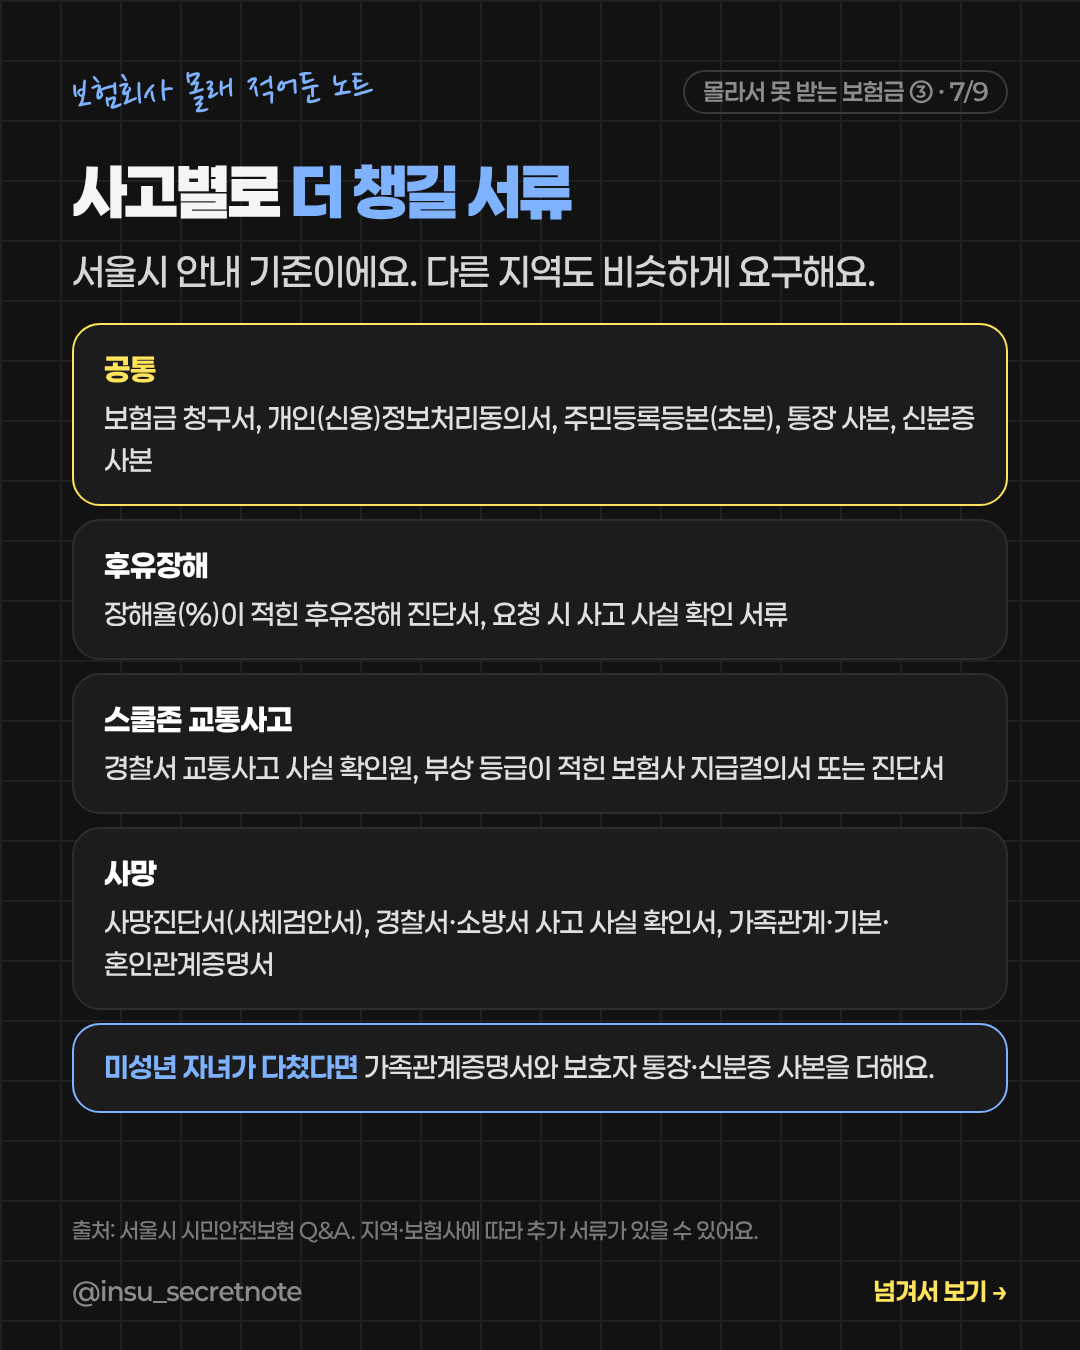 보험회사 몰래 적어둔 노트
몰라서 못 받는 보험금 ③ · 7/9
사고별로 더 챙길 서류
서울시 안내 기준이에요. 다른 지역도 비슷하게 요구해요.
공통
보험금 청구서, 개인(신용)정보처리동의서, 주민등록등본(초본), 통장 사본, 신분증
사본
후유장해
장해율(%)이 적힌 후유장해 진단서, 요청 시 사고 사실 확인 서류
스쿨존 교통사고
경찰서 교통사고 사실 확인원, 부상 등급이 적힌 보험사 지급결의서 또는 진단서
사망
사망진단서(사체검안서), 경찰서·소방서 사고 사실 확인서, 가족관계·기본·
혼인관계증명서
미성년 자녀가 다쳤다면 가족관계증명서와 보호자 통장·신분증 사본을 더해요.
출처: 서울시 시민안전보험 Q&A. 지역·보험사에 따라 추가 서류가 있을 수 있어요.
@insu_secretnote
넘겨서 보기 →